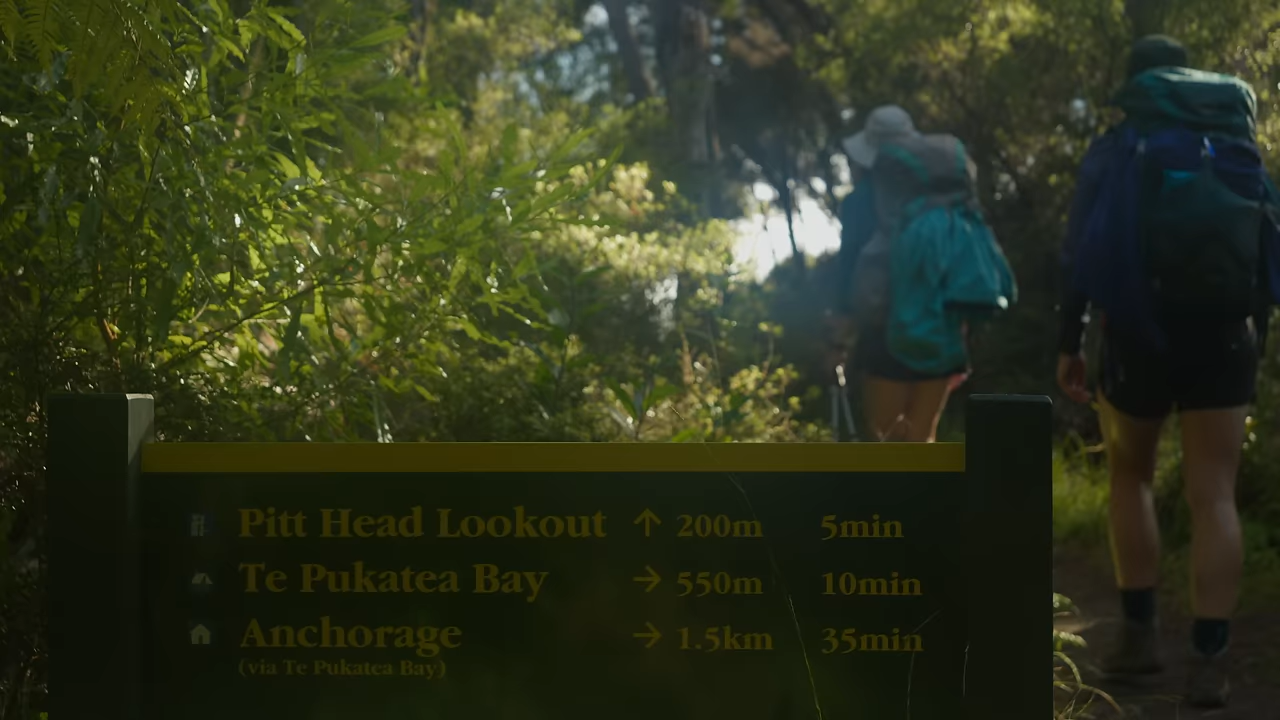 Pitt Head Lookout ↑ 200m 5min
Te Pukatea Bay → 550m 10min
Anchorage → 1.5km 35min
(via Te Pukatea Bay)